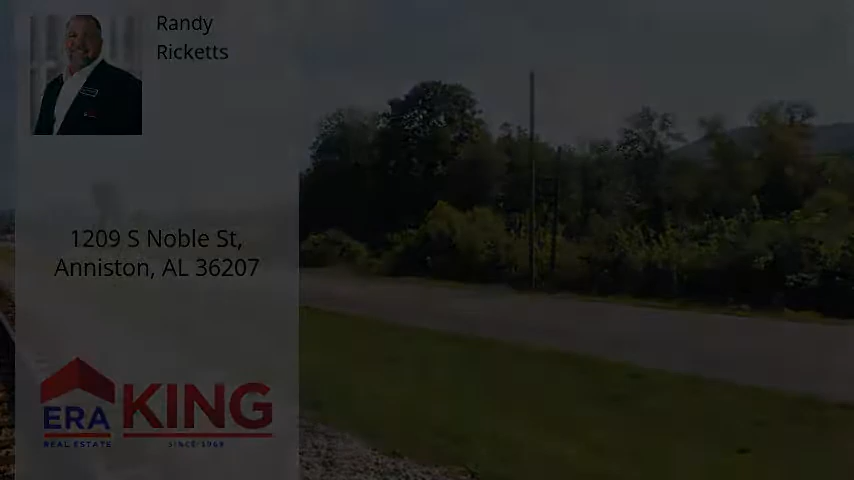 Randy
Ricketts
1209 S Noble St,
Anniston, AL 36207
ERA
REAL ESTATE
KING
SINCE 1968